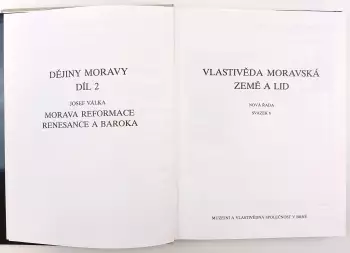 DĚJINY MORAVY
DÍL 2
JOSEF VÁLKA
MORAVA REFORMACE
RENESANCE A BAROKA
VLASTIVĚDA MORAVSKÁ
ZEMĚ A LID
NOVÁ ŘADA
SVAZEK 6
MUZEJNÍ A VLASTIVĚDNÁ SPOLEČNOST V BRNĚ